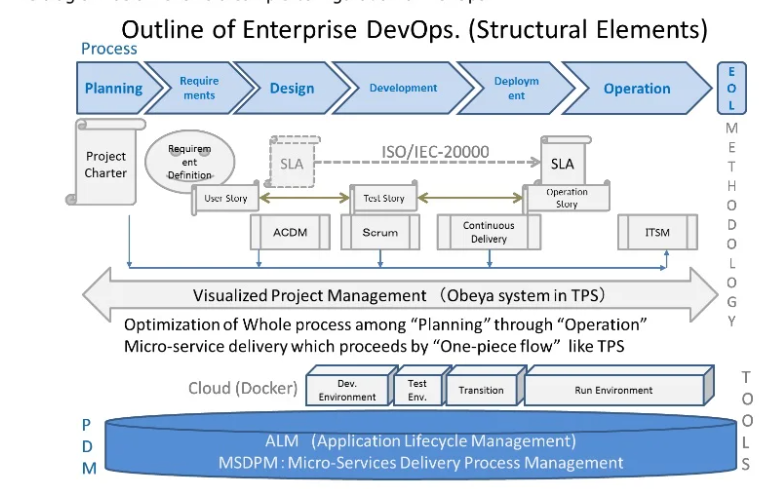 Outline of Enterprise DevOps. (Structural Elements)
Process
Planning
Require
ments
Design
Development
Deploym
ent
Operation
E
O
L
Project
Charter
Requirem
ent
Definition
SLA
ISO/IEC-20000
SLA
User Story
Test Story
Operation
Story
ACDM
Scrum
Continuous
Delivery
ITSM
M
E
T
H
O
D
O
L
O
G
Y
Visualized Project Management （Obeya system in TPS）
Optimization of Whole process among “Planning” through “Operation”
Micro-service delivery which proceeds by “One-piece flow” like TPS
Cloud (Docker)
Dev.
Environment
Test
Env.
Transition
Run Environment
T
O
O
L
S
P
D
M
ALM （Application Lifecycle Management)
MSDPM : Micro-Services Delivery Process Management